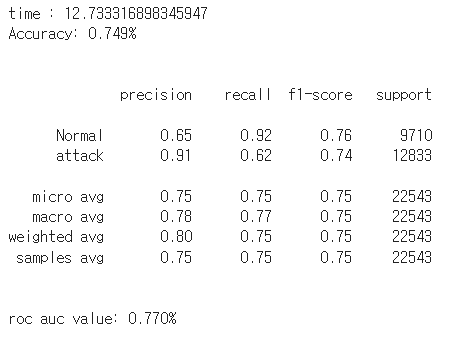 time : 12.733316898345947
Accuracy: 0.749%
precision recall f1-score support
Normal 0.65 0.92 0.76 9710
attack 0.91 0.62 0.74 12833
micro avg 0.75 0.75 0.75 22543
macro avg 0.78 0.77 0.75 22543
weighted avg 0.80 0.75 0.75 22543
samples avg 0.75 0.75 0.75 22543
roc auc value: 0.770%